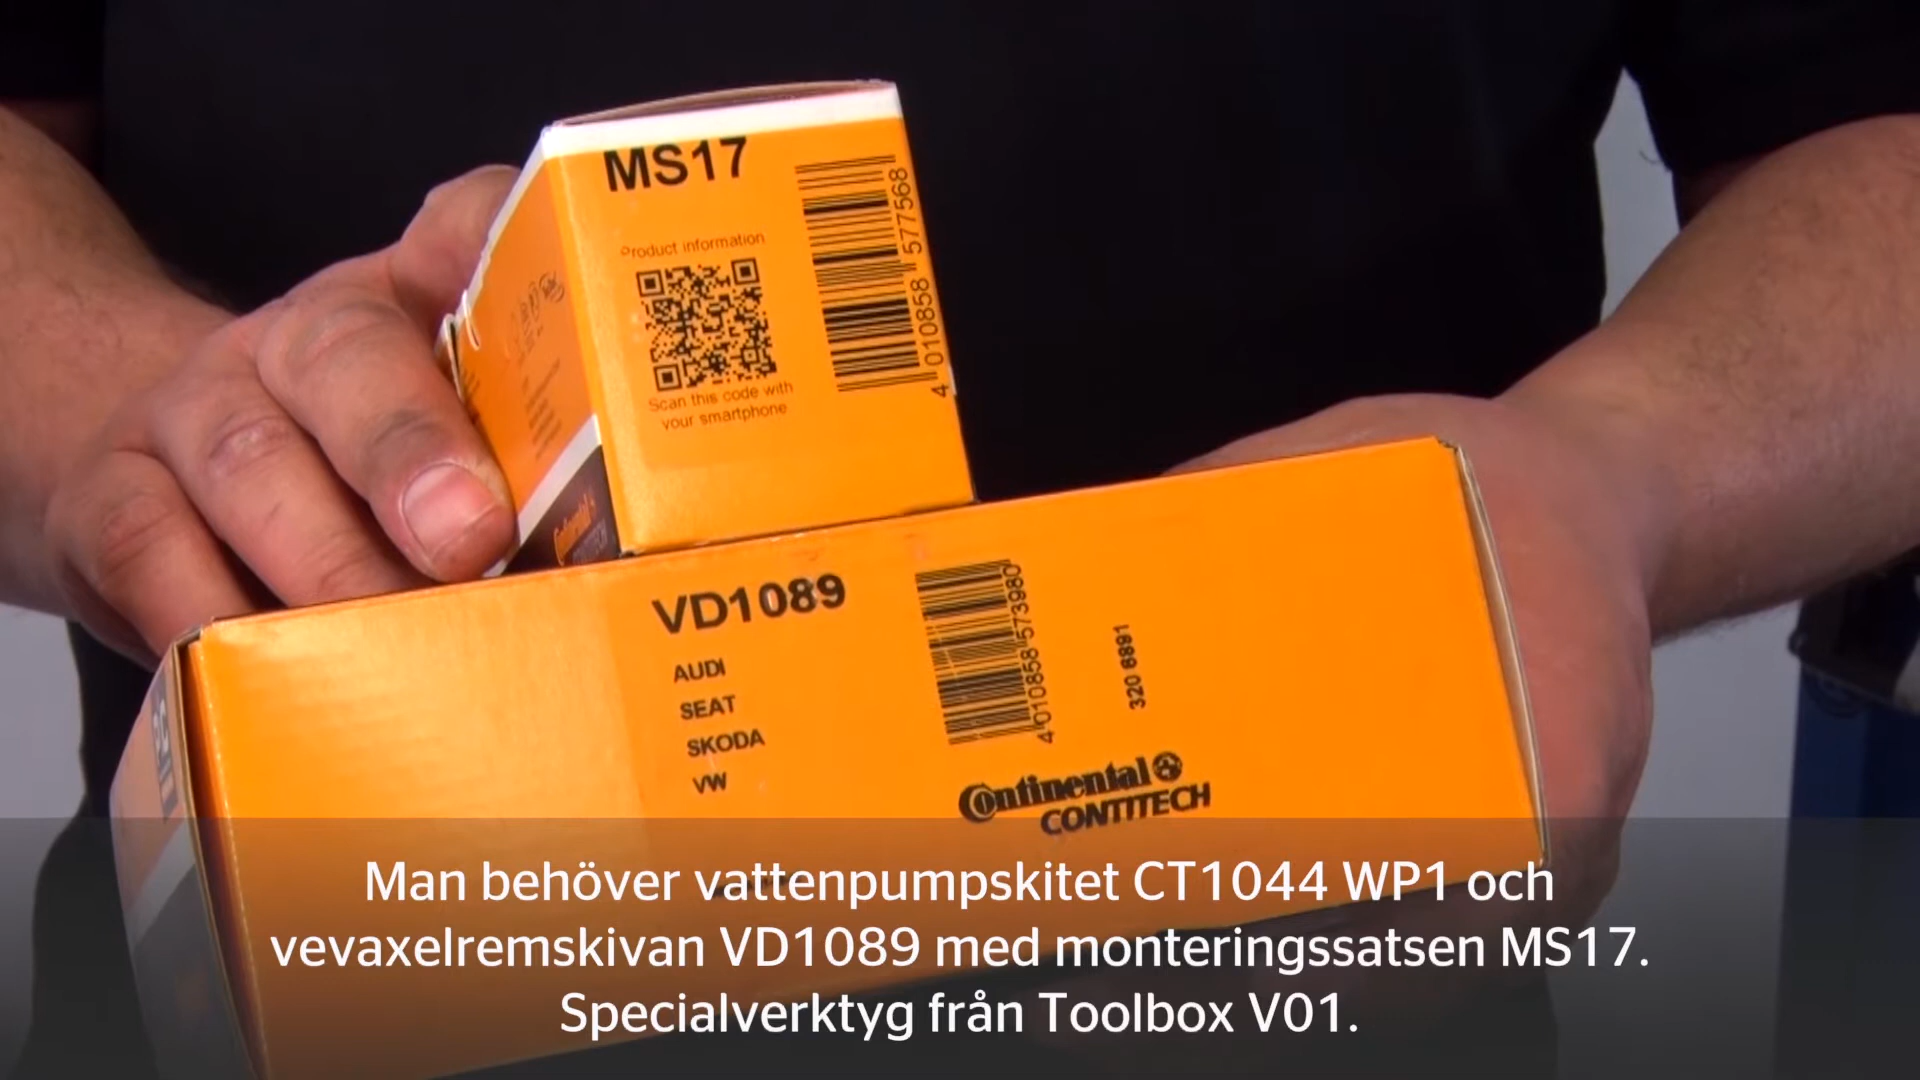 MS17
Product information
Scan this code with
your smartphone
4 010858 577568
Continental
VD1089
AUDI
SEAT
SKODA
VW
4 010858 573980
320 6891
Continental
CONTITECH
Man behöver vattenpumpskitet CT1044 WP1 och
vevaxelremskivan VD1089 med monteringssatsen MS17.
Specialverktyg från Toolbox V01.